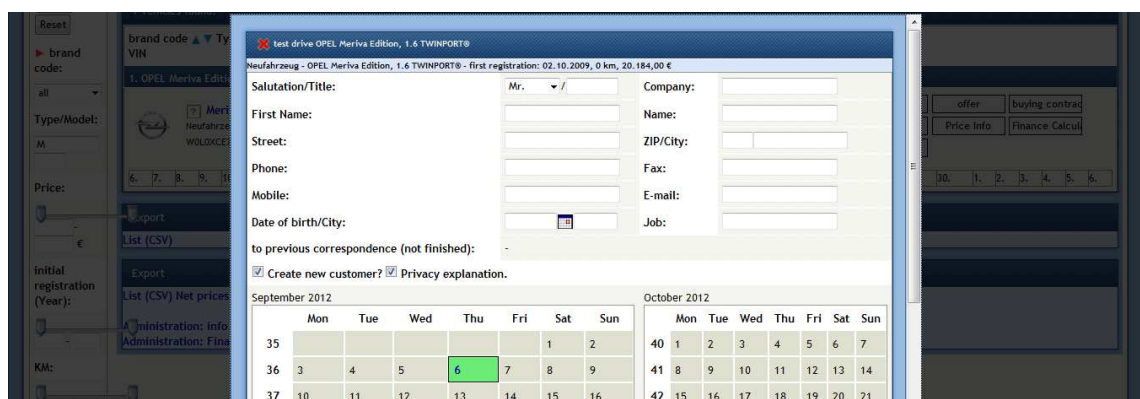 Reset
brand code ▲ ▼ Ty
VIN
▶ brand
code:
all
1. OPEL Meriva Editi
? Meri
Neufahrze
Type/Model:
M
6. 7. 8. 9. 10
Price:
-
€
Export
List (CSV)
initial
registration
(Year):
-
Export
List (CSV) Net prices
Administration: Info
Administration: Fina
KM:
test drive OPEL Meriva Edition, 1.6 TWINPORT®
Neufahrzeug - OPEL Meriva Edition, 1.6 TWINPORT® - first registration: 02.10.2009, 0 km, 20.184,00 €
Salutation/Title: Mr. / Company:
First Name: Name:
Street: ZIP/City:
Phone: Fax:
Mobile: E-mail:
Date of birth/City: Job:
to previous correspondence (not finished): -
Create new customer? Privacy explanation.
September 2012
Mon Tue Wed Thu Fri Sat Sun
35 1 2
36 3 4 5 6 7 8 9
37 10 11 12 13 14 15 16
October 2012
Mon Tue Wed Thu Fri Sat Sun
40 1 2 3 4 5 6 7
41 8 9 10 11 12 13 14
42 15 16 17 18 19 20 21
offer buying contrac
Price Info Finance Calcul
30. 1. 2. 3. 4. 5. 6.